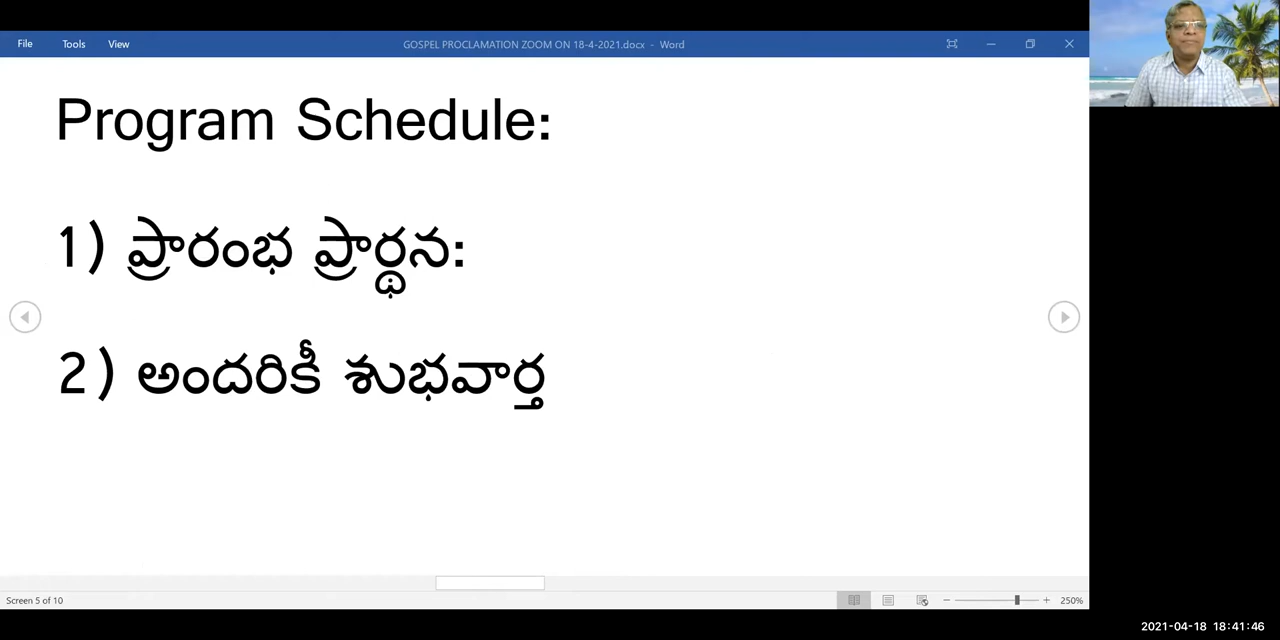 File Tools View GOSPEL PROCLAMATION ZOOM ON 18-4-2021.docx - Word
Program Schedule:
1) ప్రారంభ ప్రార్థన:
2) అందరికీ శుభవార్త
Screen 5 of 10 250%
2021-04-18 18:41:46